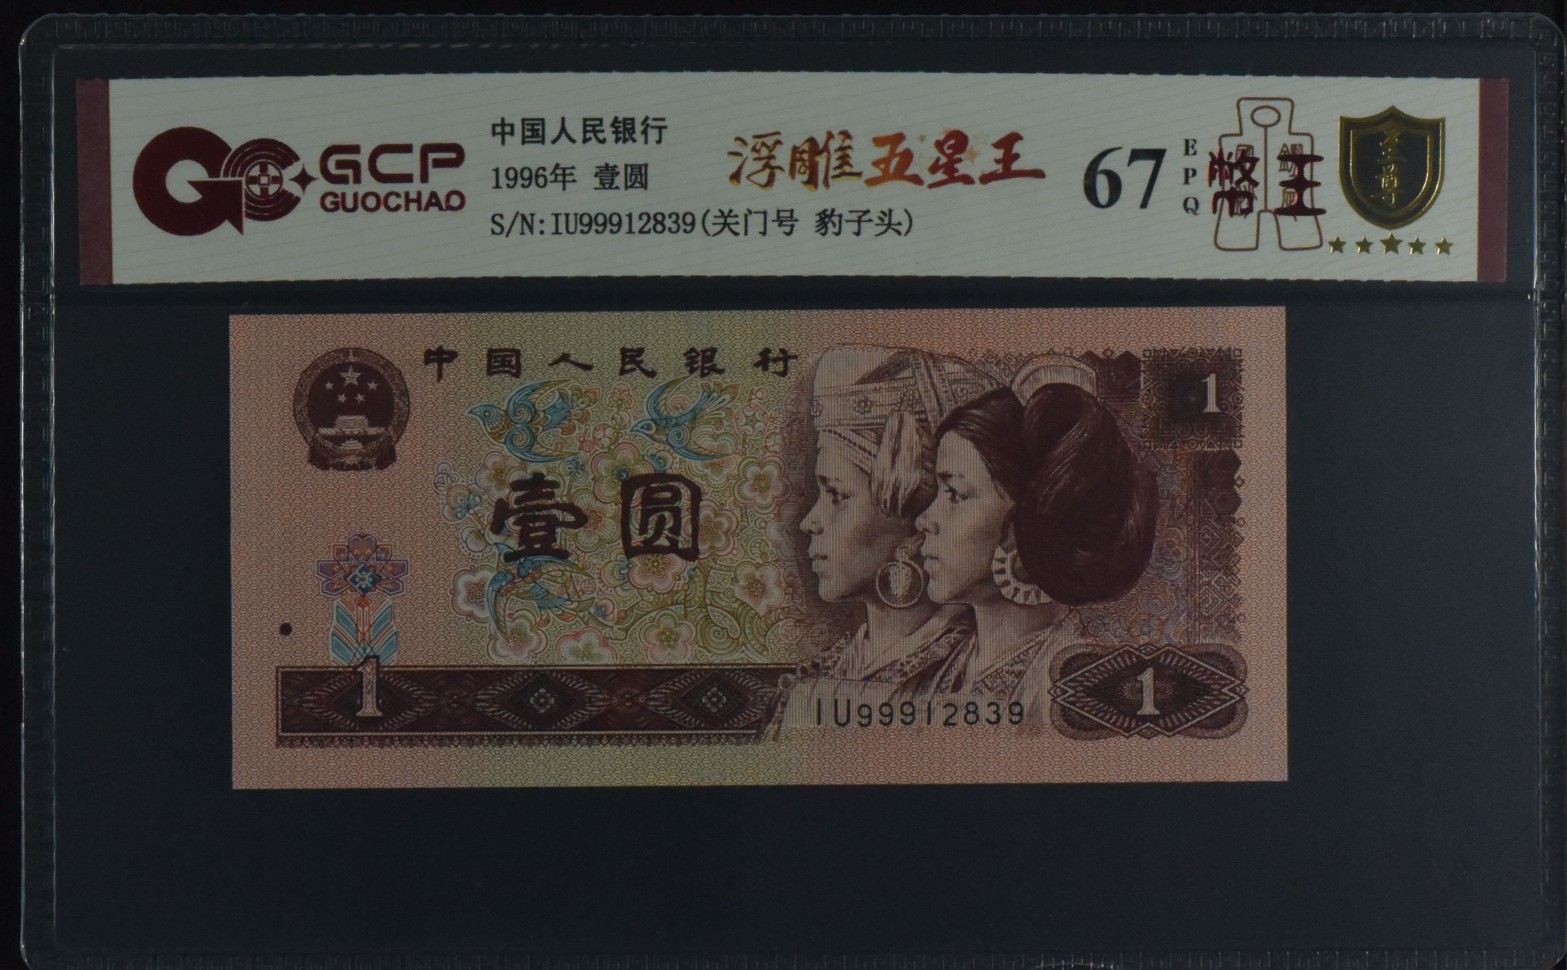 GCP
GUOCHAO
中国人民银行
1996年 壹圆
S/N:IU99912839(关门号 豹子头)
浮雕五星王
67
EPQ
至尊
中国人民银行
壹圆
1
1
1
IU99912839